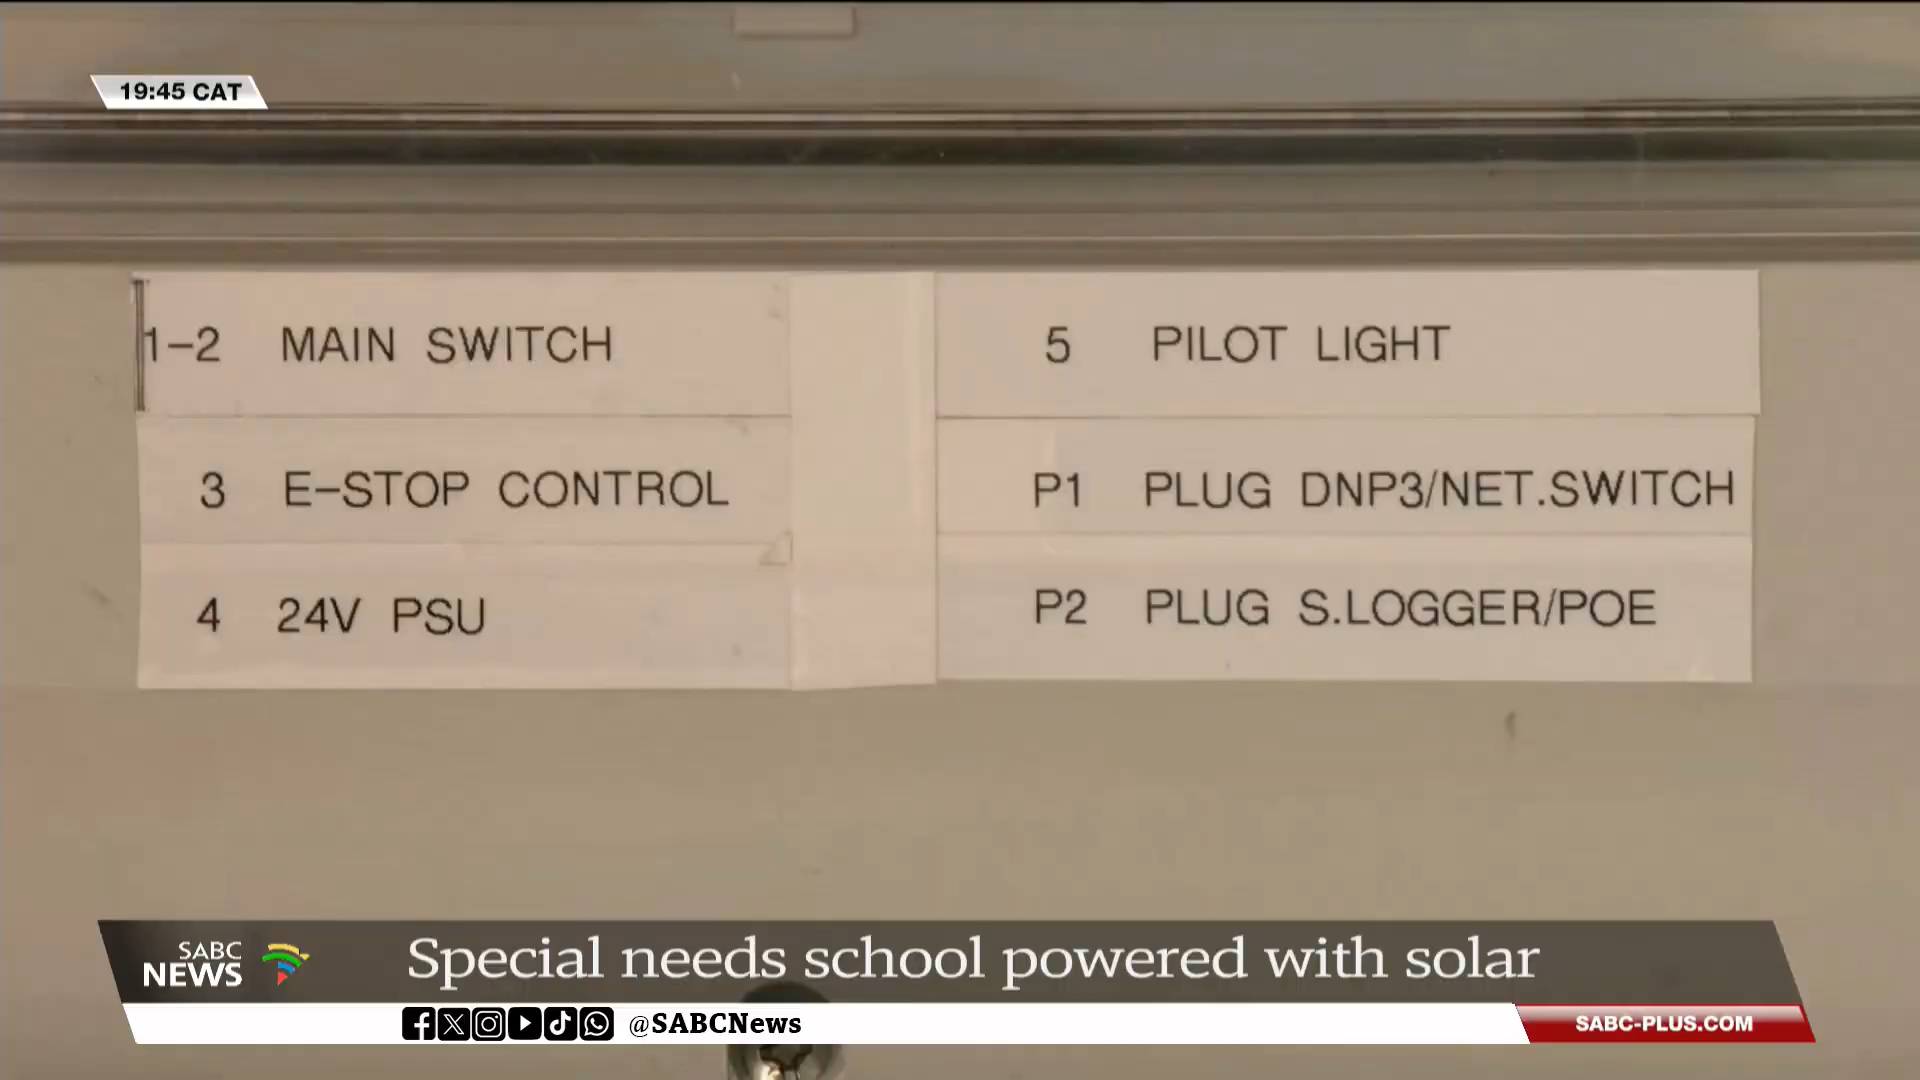 19:45 CAT
1-2 MAIN SWITCH
3 E-STOP CONTROL
4 24V PSU
5 PILOT LIGHT
P1 PLUG DNP3/NET.SWITCH
P2 PLUG S.LOGGER/POE
SABC
NEWS
Special needs school powered with solar
@SABCNews
SABC-PLUS.COM